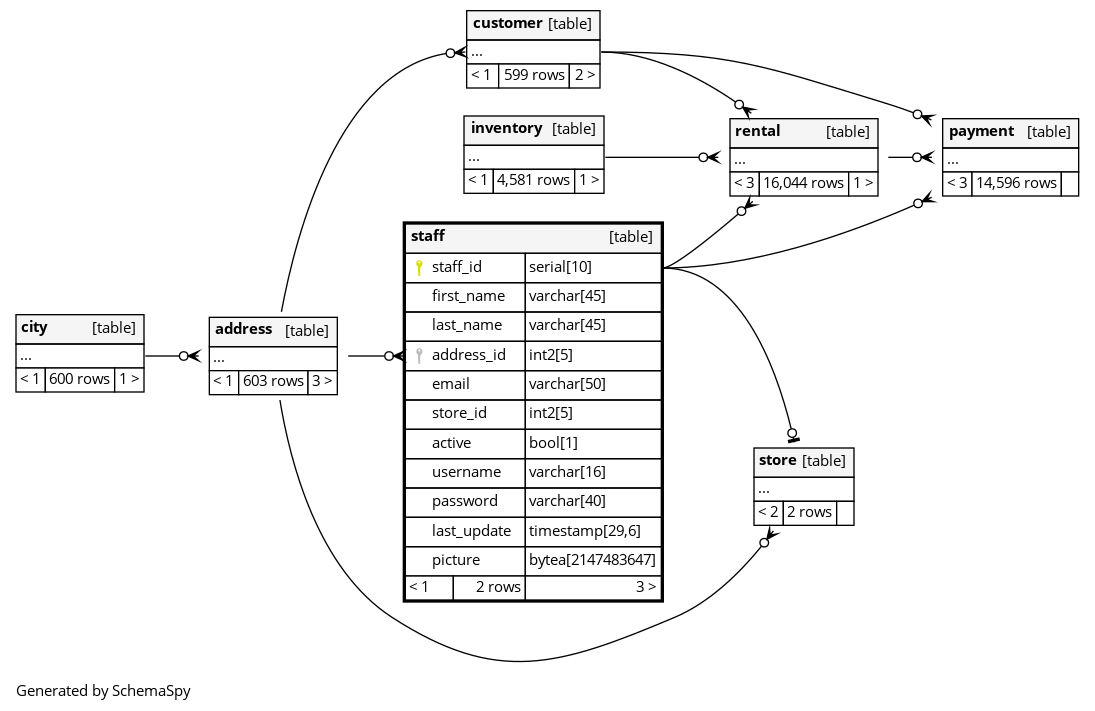 customer [table]
...
< 1 599 rows 2 >
inventory [table]
...
< 1 4,581 rows 1 >
rental [table]
...
< 3 16,044 rows 1 >
payment [table]
...
< 3 14,596 rows
staff [table]
staff_id serial[10]
first_name varchar[45]
last_name varchar[45]
address_id int2[5]
email varchar[50]
store_id int2[5]
active bool[1]
username varchar[16]
password varchar[40]
last_update timestamp[29,6]
picture bytea[2147483647]
< 1 2 rows 3 >
city [table]
...
< 1 600 rows 1 >
address [table]
...
< 1 603 rows 3 >
store [table]
...
< 2 2 rows
Generated by SchemaSpy